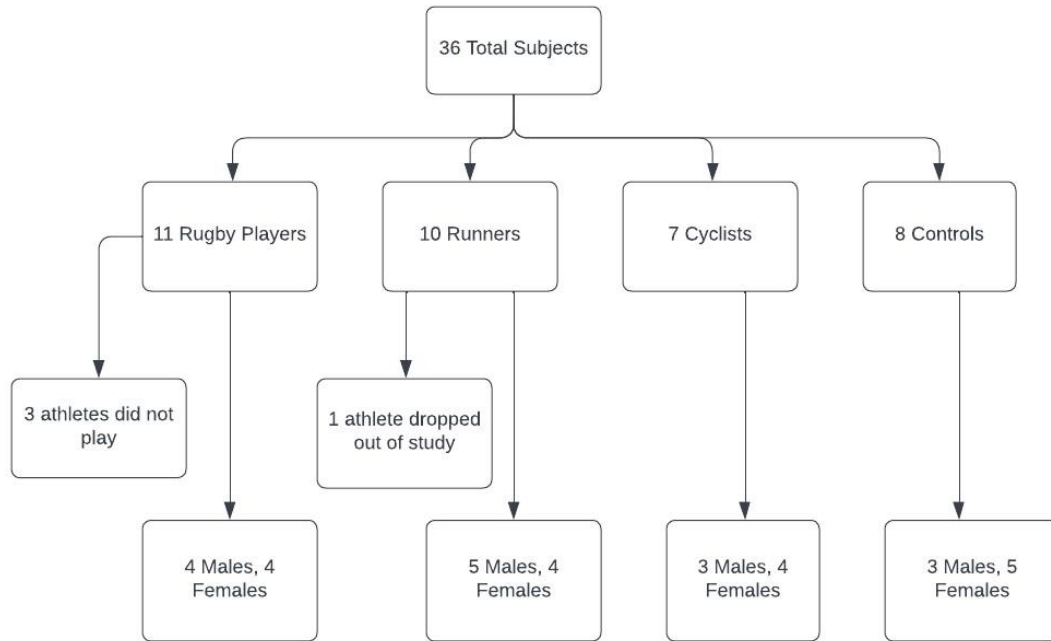 36 Total Subjects
11 Rugby Players
10 Runners
7 Cyclists
8 Controls
3 athletes did not
play
1 athlete dropped
out of study
4 Males, 4
Females
5 Males, 4
Females
3 Males, 4
Females
3 Males, 5
Females